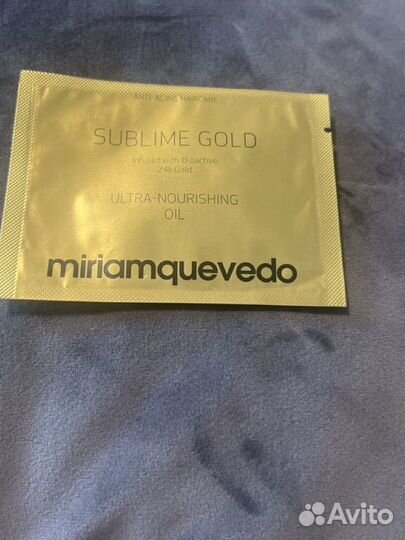 ANTI AGING HAIRCARE
SUBLIME GOLD
Infused with Bioactive
24k Gold
ULTRA-NOURISHING
OIL
miriamquevedo
Avito